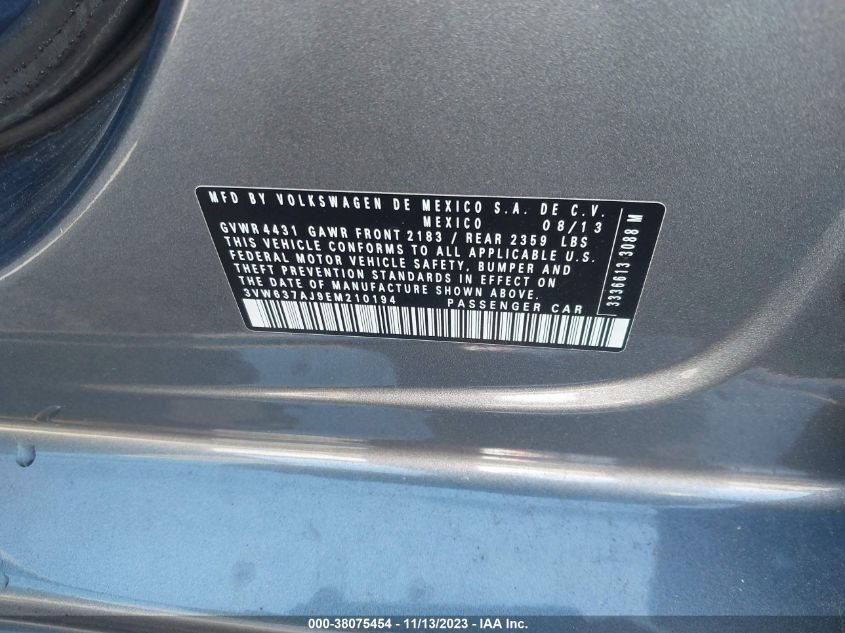 MFD BY VOLKSWAGEN DE MEXICO S.A. DE C.V.
MEXICO 08/13
GVWR 4431 GAWR FRONT 2183 / REAR 2359 LBS
THIS VEHICLE CONFORMS TO ALL APPLICABLE U.S.
FEDERAL MOTOR VEHICLE SAFETY, BUMPER AND
THEFT PREVENTION STANDARDS IN EFFECT ON
THE DATE OF MANUFACTURE SHOWN ABOVE.
3VW637AJ9EM210194 PASSENGER CAR
3336613 3088 M
000-38075454 - 11/13/2023 - IAA Inc.